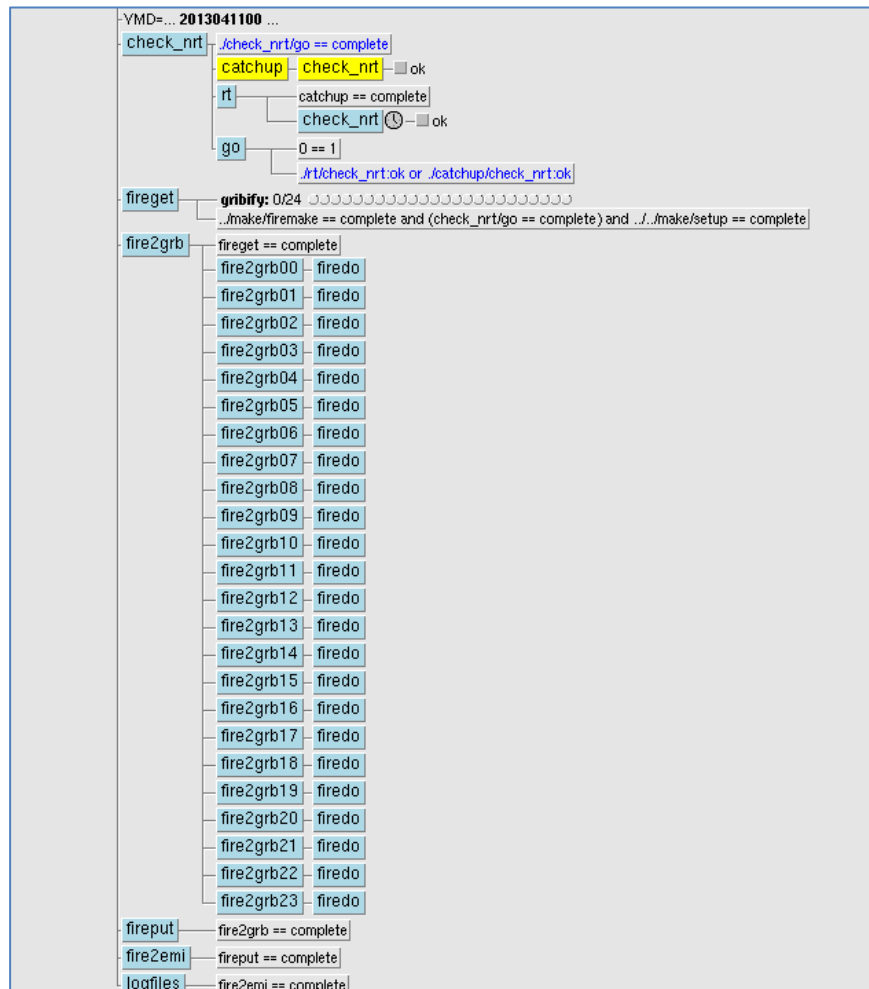 VMD=... 2013041100 ...
check_nrt ./check_nrt/go == complete
catchup check_nrt ok
rt catchup == complete
check_nrt ok
go 0 == 1
./rt/check_nrt:ok or ./catchup/check_nrt:ok
fireget gribify: 0/24
../make/firemake == complete and (check_nrt/go == complete) and ../../make/setup == complete
fire2grb fireget == complete
fire2grb00 firedo
fire2grb01 firedo
fire2grb02 firedo
fire2grb03 firedo
fire2grb04 firedo
fire2grb05 firedo
fire2grb06 firedo
fire2grb07 firedo
fire2grb08 firedo
fire2grb09 firedo
fire2grb10 firedo
fire2grb11 firedo
fire2grb12 firedo
fire2grb13 firedo
fire2grb14 firedo
fire2grb15 firedo
fire2grb16 firedo
fire2grb17 firedo
fire2grb18 firedo
fire2grb19 firedo
fire2grb20 firedo
fire2grb21 firedo
fire2grb22 firedo
fire2grb23 firedo
fireput fire2grb == complete
fire2emi fireput == complete
logfiles fire2emi == complete